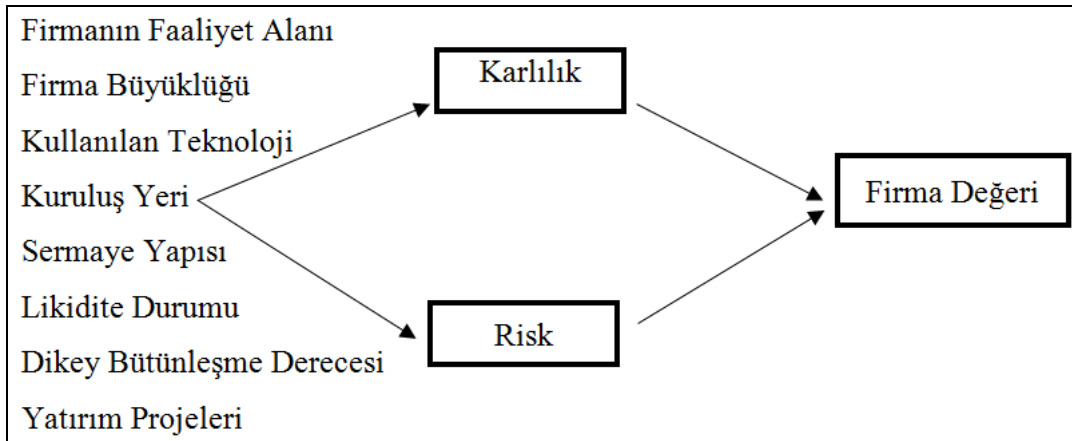 Firmanın Faaliyet Alanı
Firma Büyüklüğü
Kullanılan Teknoloji
Kuruluş Yeri
Sermaye Yapısı
Likidite Durumu
Dikey Bütünleşme Derecesi
Yatırım Projeleri
Karlılık
Risk
Firma Değeri